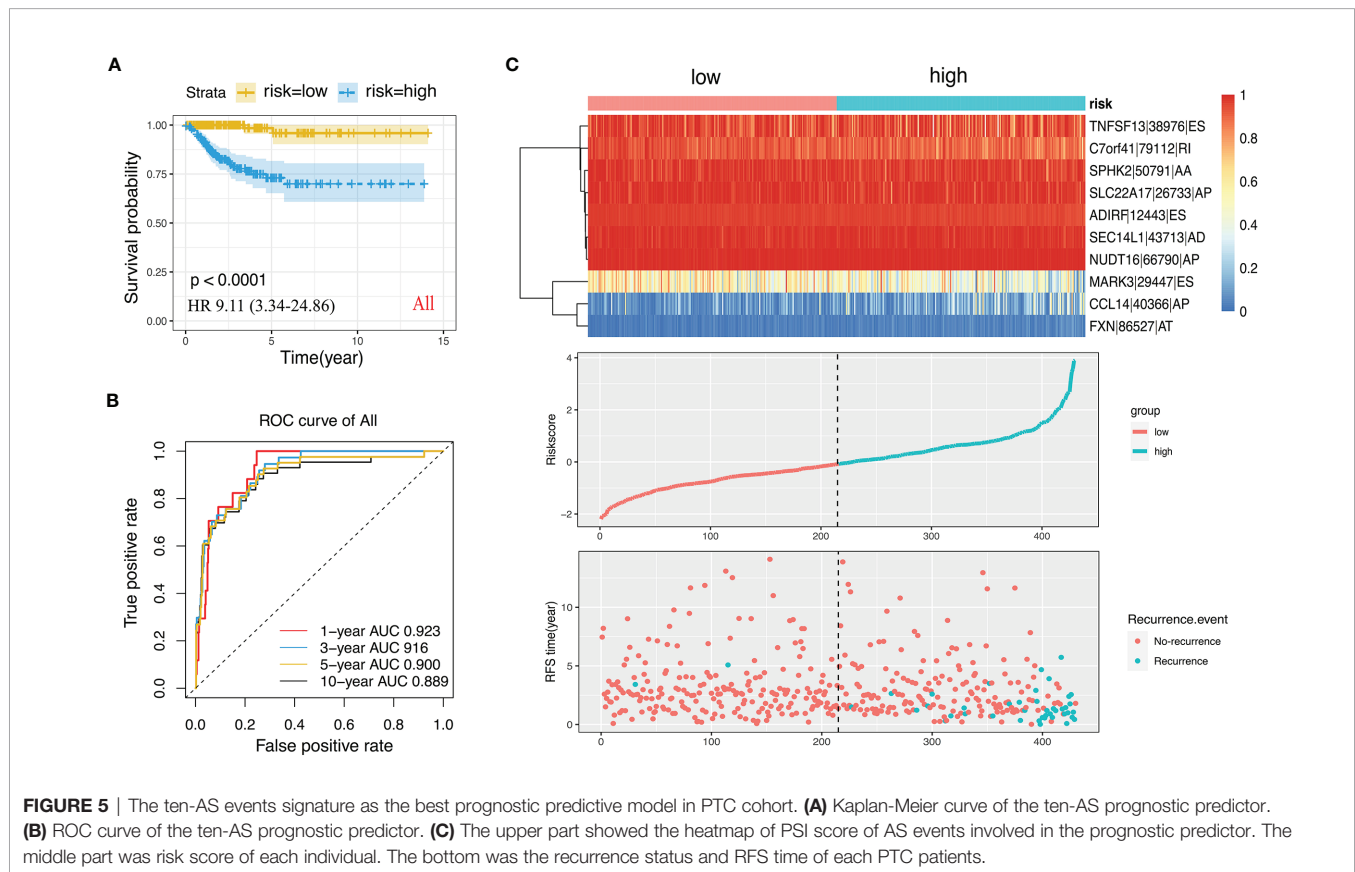 A
Strata risk=low risk=high
Survival probability
1.00
0.75
0.50
0.25
0.00
p < 0.0001
HR 9.11 (3.34-24.86)
All
0 5 10 15
Time(year)
B
ROC curve of All
True positive rate
1.0
0.8
0.6
0.4
0.2
0.0
1−year AUC 0.923
3−year AUC 916
5−year AUC 0.900
10−year AUC 0.889
0.0 0.2 0.4 0.6 0.8 1.0
False positive rate
C
low high
risk
TNFSF13|38976|ES
C7orf41|79112|RI
SPHK2|50791|AA
SLC22A17|26733|AP
ADIRF|12443|ES
SEC14L1|43713|AD
NUDT16|66790|AP
MARK3|29447|ES
CCL14|40366|AP
FXN|86527|AT
1
0.8
0.6
0.4
0.2
0
Riskscore
4
2
0
−2
0 100 200 300 400
group
low
high
RFS time(year)
10
5
0
0 100 200 300 400
Recurrence.event
No-recurrence
Recurrence
FIGURE 5 | The ten-AS events signature as the best prognostic predictive model in PTC cohort. (A) Kaplan-Meier curve of the ten-AS prognostic predictor.
(B) ROC curve of the ten-AS prognostic predictor. (C) The upper part showed the heatmap of PSI score of AS events involved in the prognostic predictor. The
middle part was risk score of each individual. The bottom was the recurrence status and RFS time of each PTC patients.